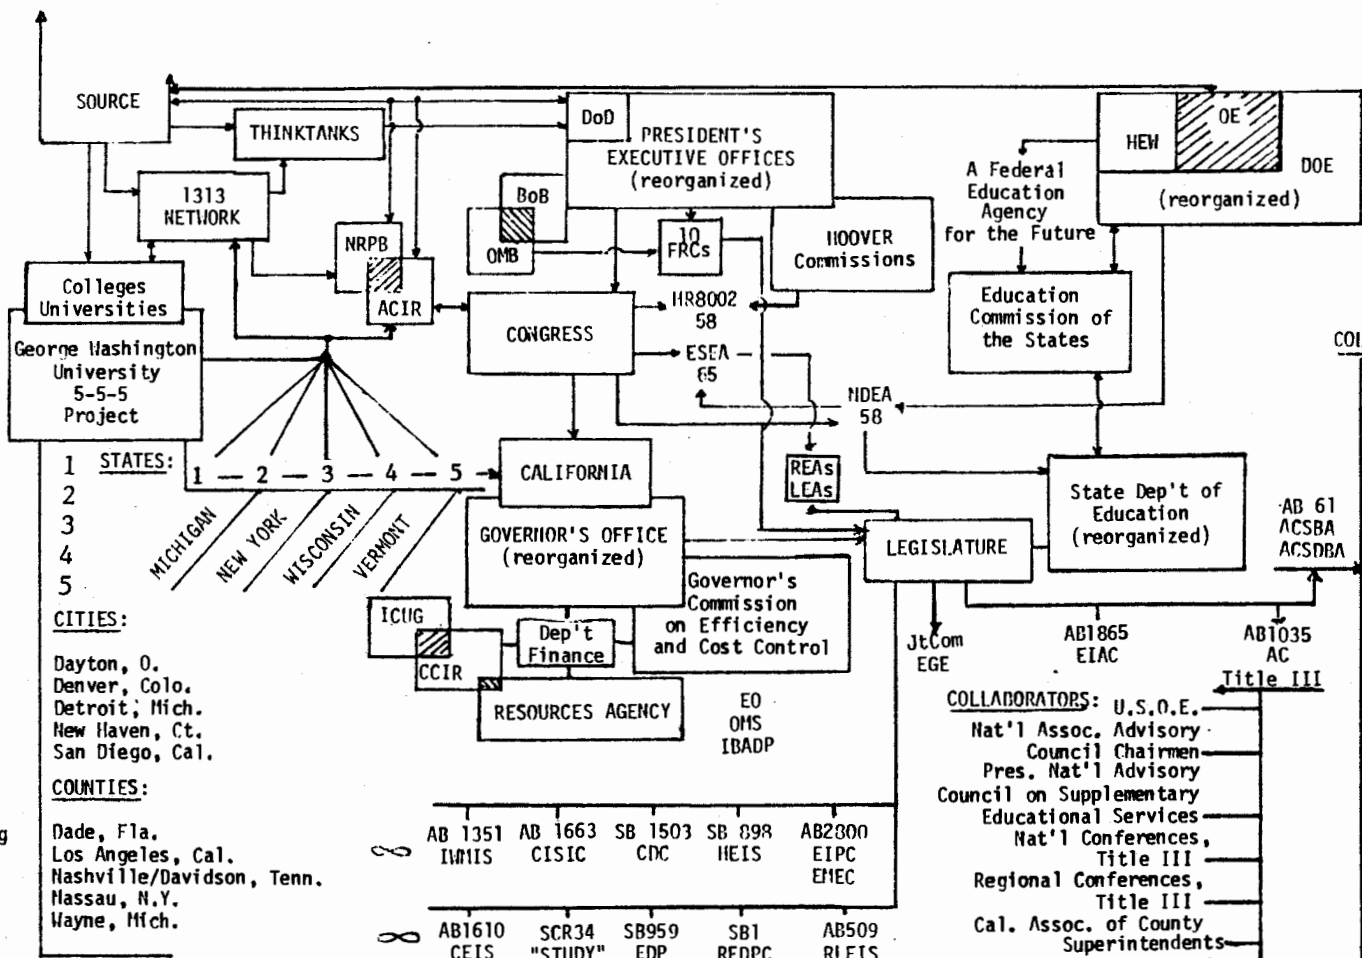 SOURCE
THINKTANKS
1313
NETWORK
Colleges
Universities
George Washington
University
5-5-5
Project
NRPB
ACIR
DoD
PRESIDENT'S
EXECUTIVE OFFICES
(reorganized)
BoB
OMB
10
FRCs
HOOVER
Commissions
CONGRESS
HR8002
58
ESEA
65
NDEA
58
HEW
OE
DOE
(reorganized)
A Federal
Education
Agency
for the Future
Education
Commission of
the States
State Dep't of
Education
(reorganized)
REAs
LEAs
LEGISLATURE
AB 61
ACSBA
ACSDBA
JtCom
EGE
AB1865
EIAC
AB1035
AC
Title III
STATES:
1 — 2 — 3 — 4 — 5
MICHIGAN
NEW YORK
WISCONSIN
VERMONT
CALIFORNIA
GOVERNOR'S OFFICE
(reorganized)
Governor's
Commission
on Efficiency
and Cost Control
ICUG
CCIR
Dep't
Finance
RESOURCES AGENCY
EO
OMS
IBADP
1
2
3
4
5
CITIES:
Dayton, O.
Denver, Colo.
Detroit, Mich.
New Haven, Ct.
San Diego, Cal.
COUNTIES:
Dade, Fla.
Los Angeles, Cal.
Nashville/Davidson, Tenn.
Nassau, N.Y.
Wayne, Mich.
∞
AB 1351
IWMIS
AB 1663
CISIC
SB 1503
CDC
SB 898
HEIS
AB2800
EIPC
EMEC
∞
AB1610
CEIS
SCR34
"STUDY"
SB959
EDP
SB1
REDPC
AB509
RLEIS
COLLABORATORS:
U.S.O.E.
Nat'l Assoc. Advisory
Council Chairmen
Pres. Nat'l Advisory
Council on Supplementary
Educational Services
Nat'l Conferences,
Title III
Regional Conferences,
Title III
Cal. Assoc. of County
Superintendents